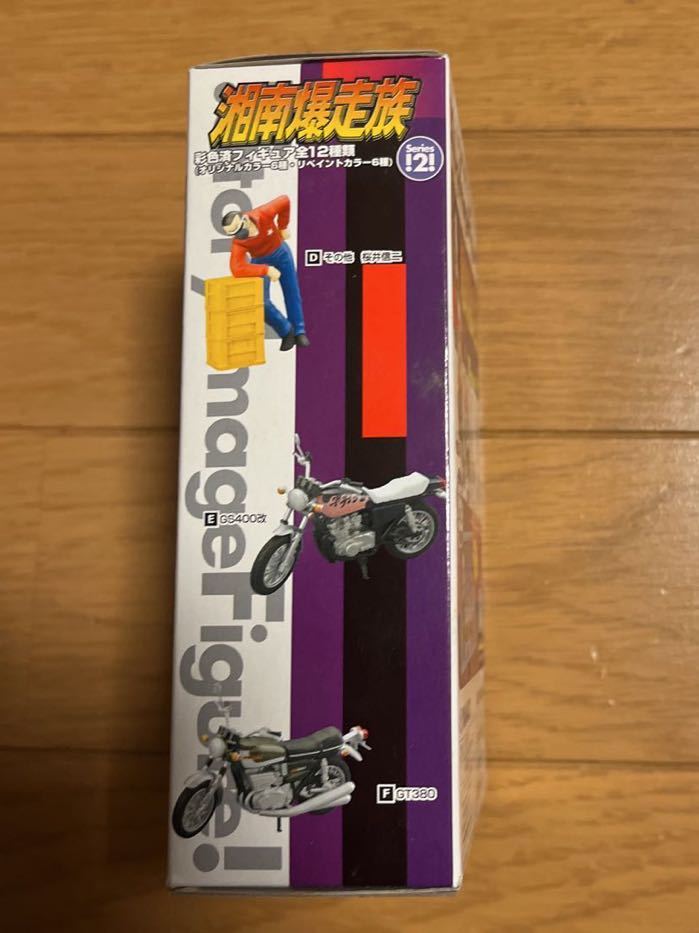 湘南爆走族
彩色済フィギュア全12種類
(オリジナルカラー6種・リペイントカラー6種)
Series
!2!
D その他 桜井信二
E GS400改
F GT380
Story Image Figure!